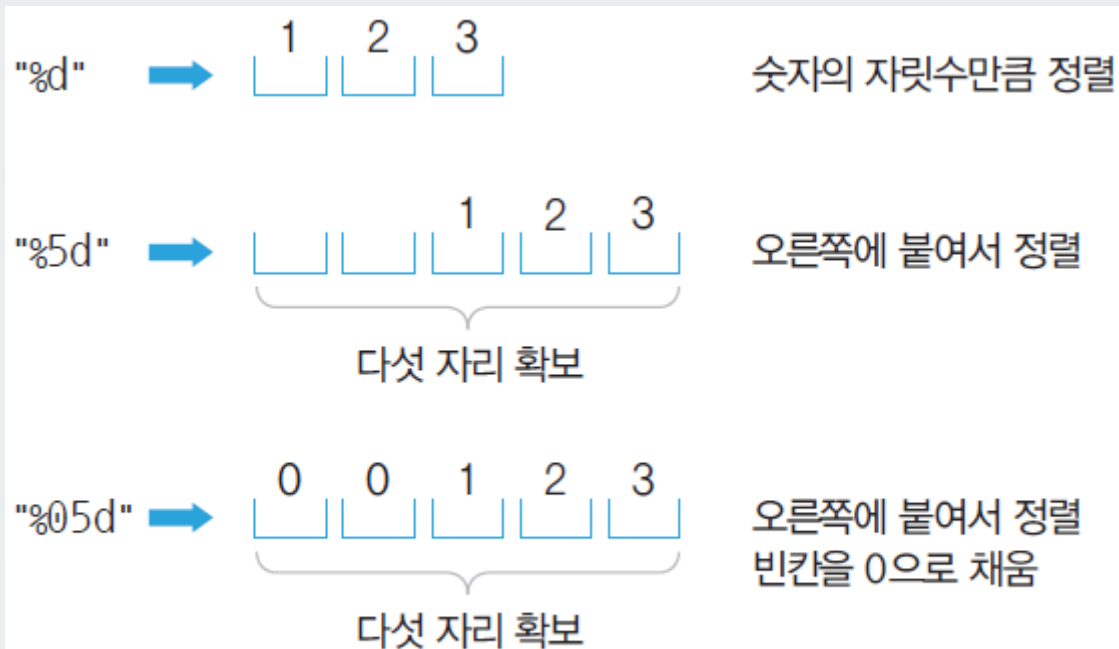 "%d" 1 2 3 숫자의 자릿수만큼 정렬
"%5d" 1 2 3 오른쪽에 붙여서 정렬
다섯 자리 확보
"%05d" 0 0 1 2 3 오른쪽에 붙여서 정렬
빈칸을 0으로 채움
다섯 자리 확보